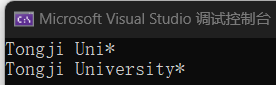 Microsoft Visual Studio 调试控制台
Tongji Uni*
Tongji University*